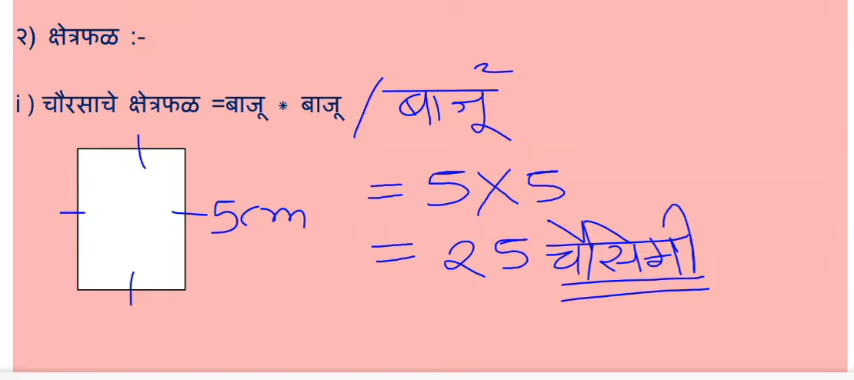 २) क्षेत्रफळ :-
i ) चौरसाचे क्षेत्रफळ =बाजू * बाजू / बाजू²
5cm
= 5 × 5
= 25 चौसेमी